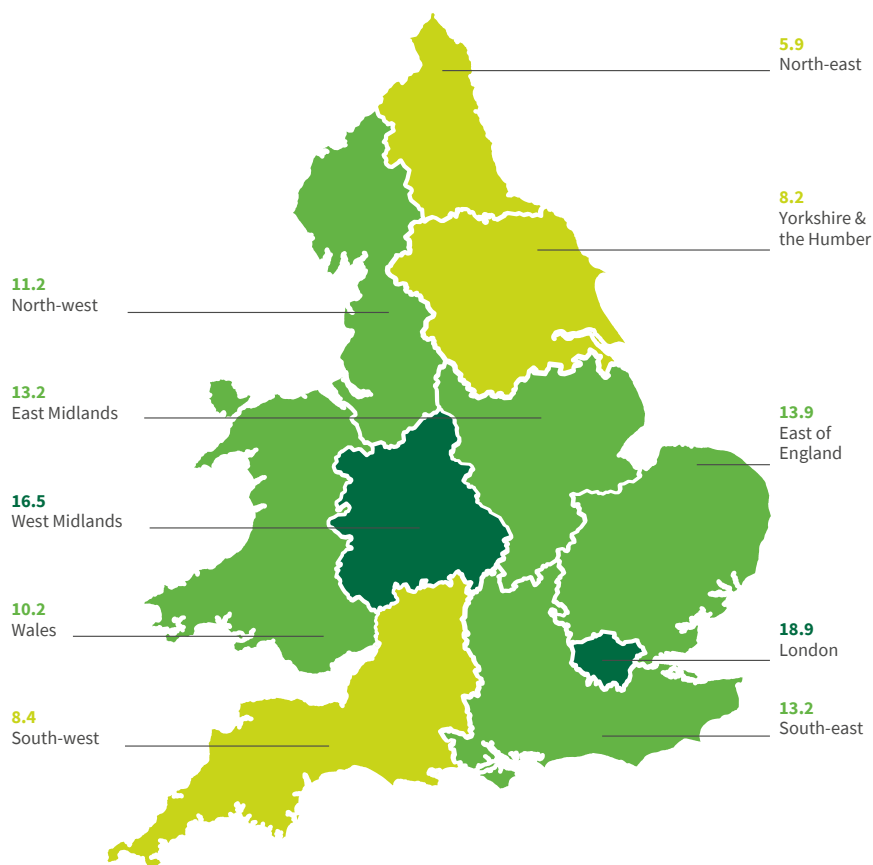 5.9
North-east
8.2
Yorkshire &
the Humber
11.2
North-west
13.2
East Midlands
13.9
East of
England
16.5
West Midlands
10.2
Wales
18.9
London
8.4
South-west
13.2
South-east